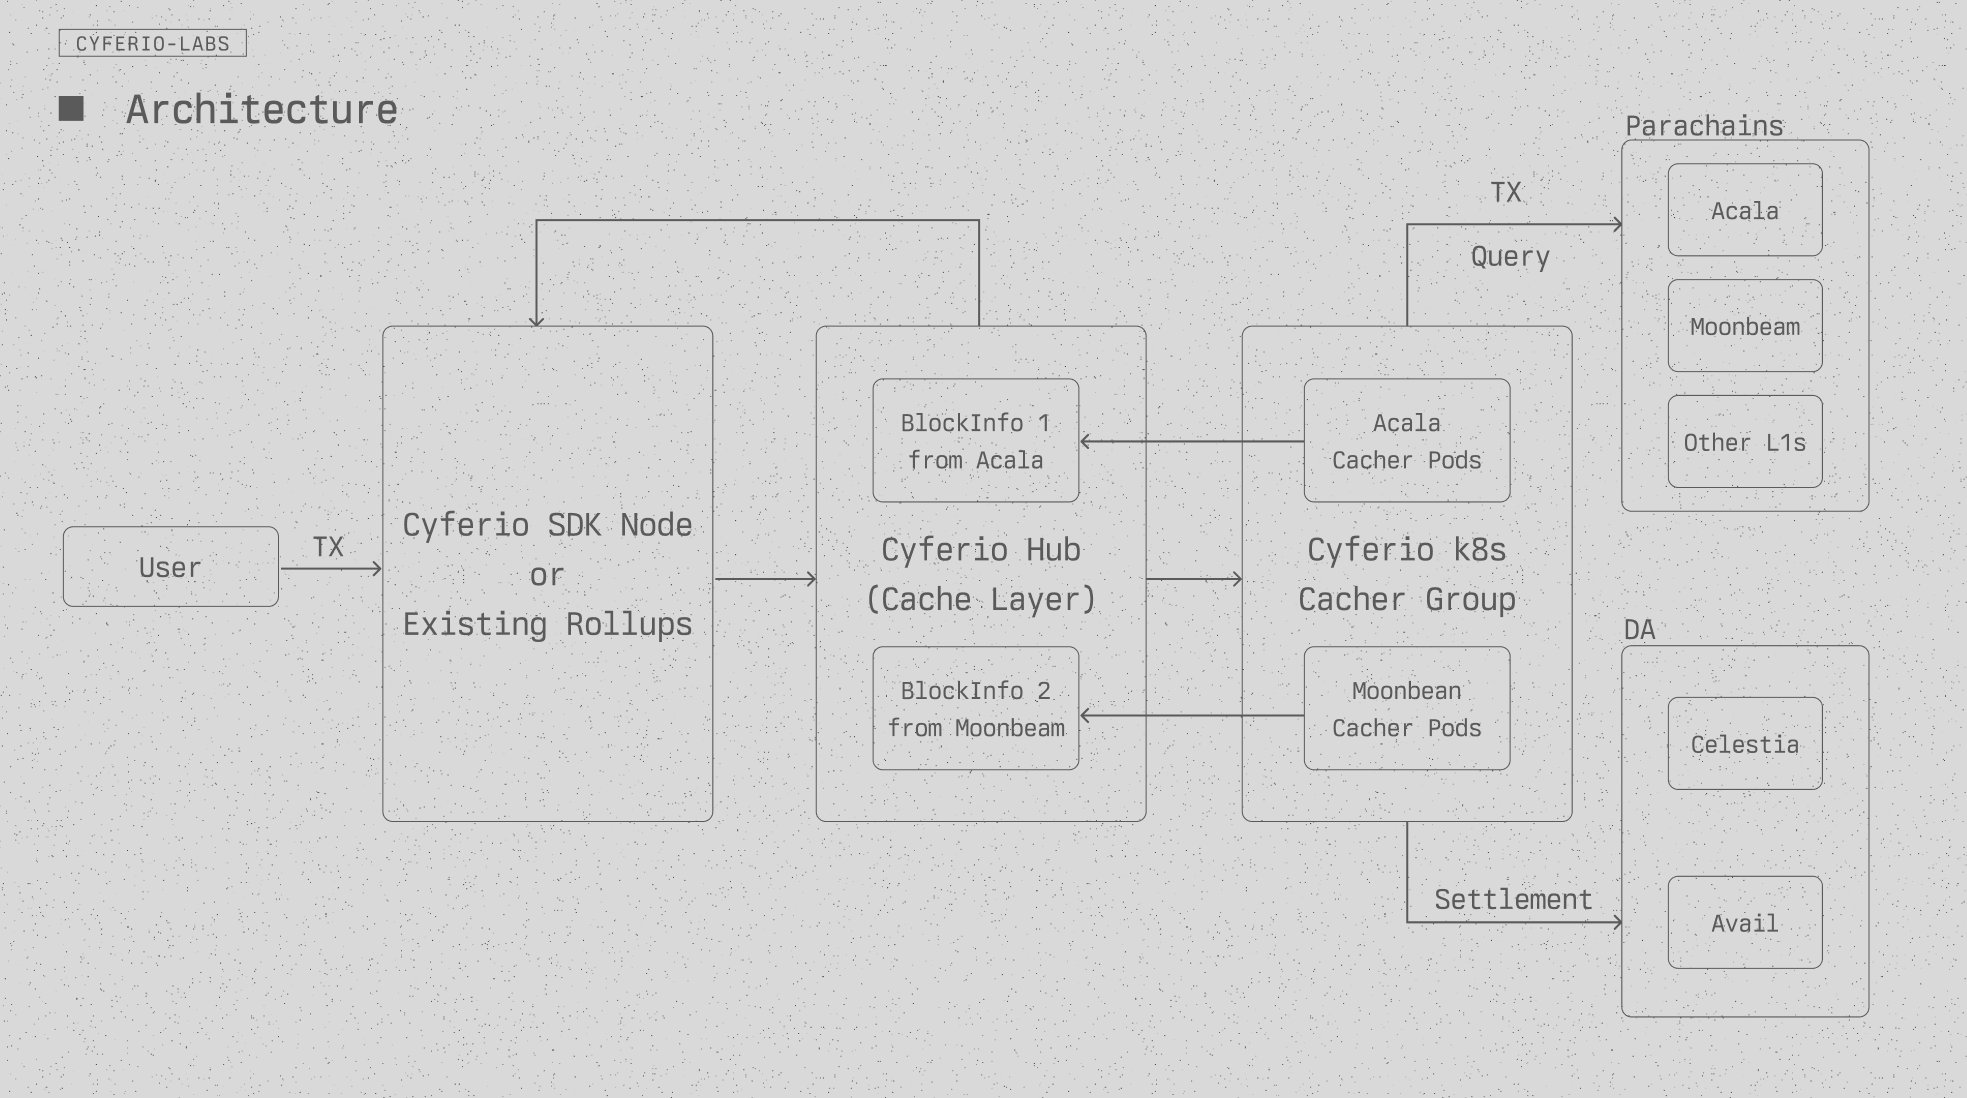 CYFERIO-LABS
Architecture
User
TX
Cyferio SDK Node
or
Existing Rollups
BlockInfo 1
from Acala
Cyferio Hub
(Cache Layer)
BlockInfo 2
from Moonbeam
Acala
Cacher Pods
Cyferio k8s
Cacher Group
Moonbean
Cacher Pods
TX
Query
Settlement
Parachains
Acala
Moonbeam
Other L1s
DA
Celestia
Avail